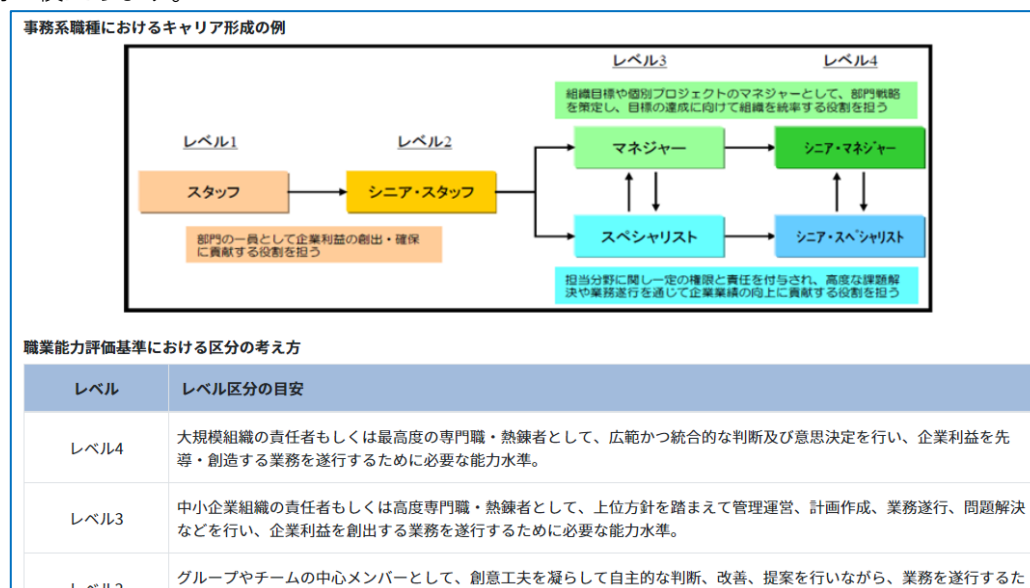 事務系職種におけるキャリア形成の例
レベル3
レベル4
組織目標や個別プロジェクトのマネジャーとして、部門戦略
を策定し、目標の達成に向けて組織を統率する役割を担う
レベル1
レベル2
マネジャー
シニア・マネジャー
スタッフ
シニア・スタッフ
部門の一員として企業利益の創出・確保
に貢献する役割を担う
スペシャリスト
シニア・スペシャリスト
担当分野に関し一定の権限と責任を付与され、高度な課題解
決や業務遂行を通じて企業業績の向上に貢献する役割を担う
職業能力評価基準における区分の考え方
レベル
レベル区分の目安
レベル4
大規模組織の責任者もしくは最高度の専門職・熱錬者として、広範かつ統合的な判断及び意思決定を行い、企業利益を先
導・創造する業務を遂行するために必要な能力水準。
レベル3
中小企業組織の責任者もしくは高度専門職・熱錬者として、上位方針を踏まえて管理運営、計画作成、業務遂行、問題解決
などを行い、企業利益を創出する業務を遂行するために必要な能力水準。
グループやチームの中心メンバーとして、創意工夫を凝らして自主的な判断、改善、提案を行いながら、業務を遂行するた